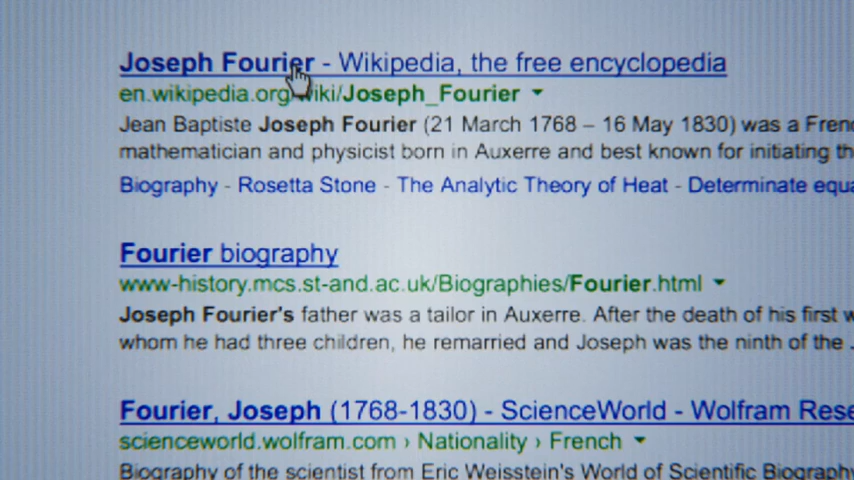 Joseph Fourier - Wikipedia, the free encyclopedia
en.wikipedia.org/wiki/Joseph_Fourier
Jean Baptiste Joseph Fourier (21 March 1768 – 16 May 1830) was a Fren
mathematician and physicist born in Auxerre and best known for initiating th
Biography - Rosetta Stone - The Analytic Theory of Heat - Determinate equa
Fourier biography
www-history.mcs.st-and.ac.uk/Biographies/Fourier.html
Joseph Fourier's father was a tailor in Auxerre. After the death of his first w
whom he had three children, he remarried and Joseph was the ninth of the
Fourier, Joseph (1768-1830) - ScienceWorld - Wolfram Rese
scienceworld.wolfram.com › Nationality › French
Biography of the scientist from Eric Weisstein's World of Scientific Biography